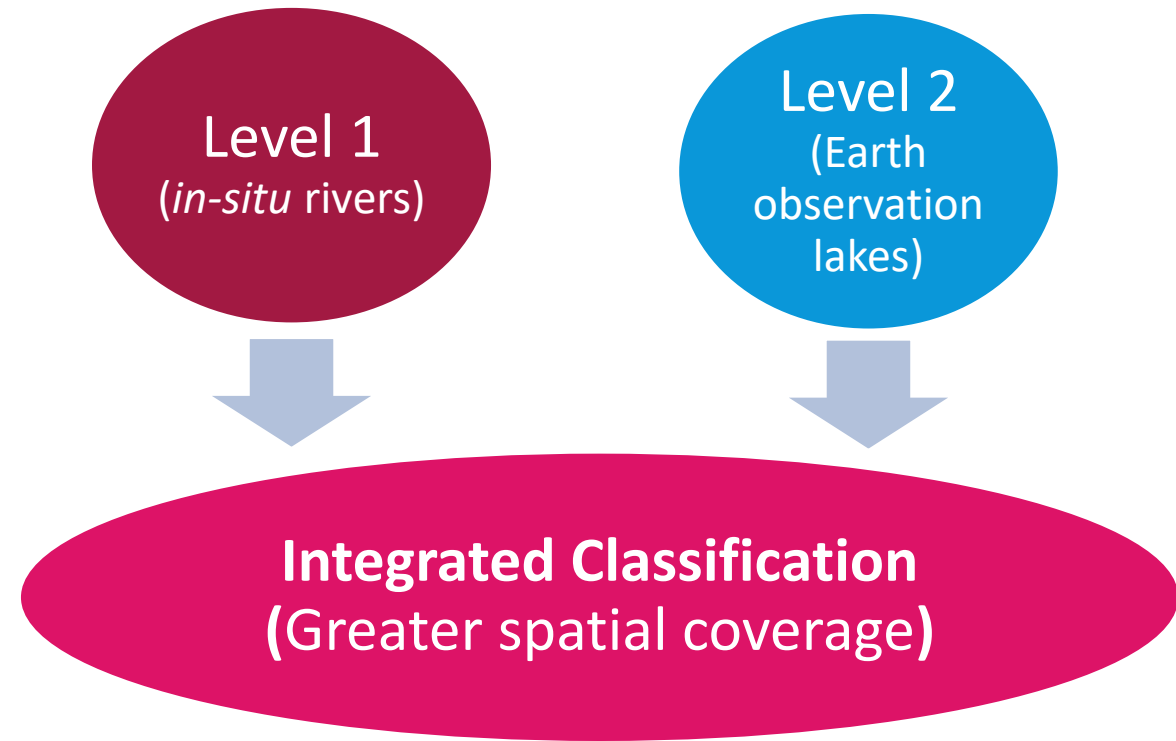 Level 1
(in-situ rivers)
Level 2
(Earth
observation
lakes)
Integrated Classification
(Greater spatial coverage)